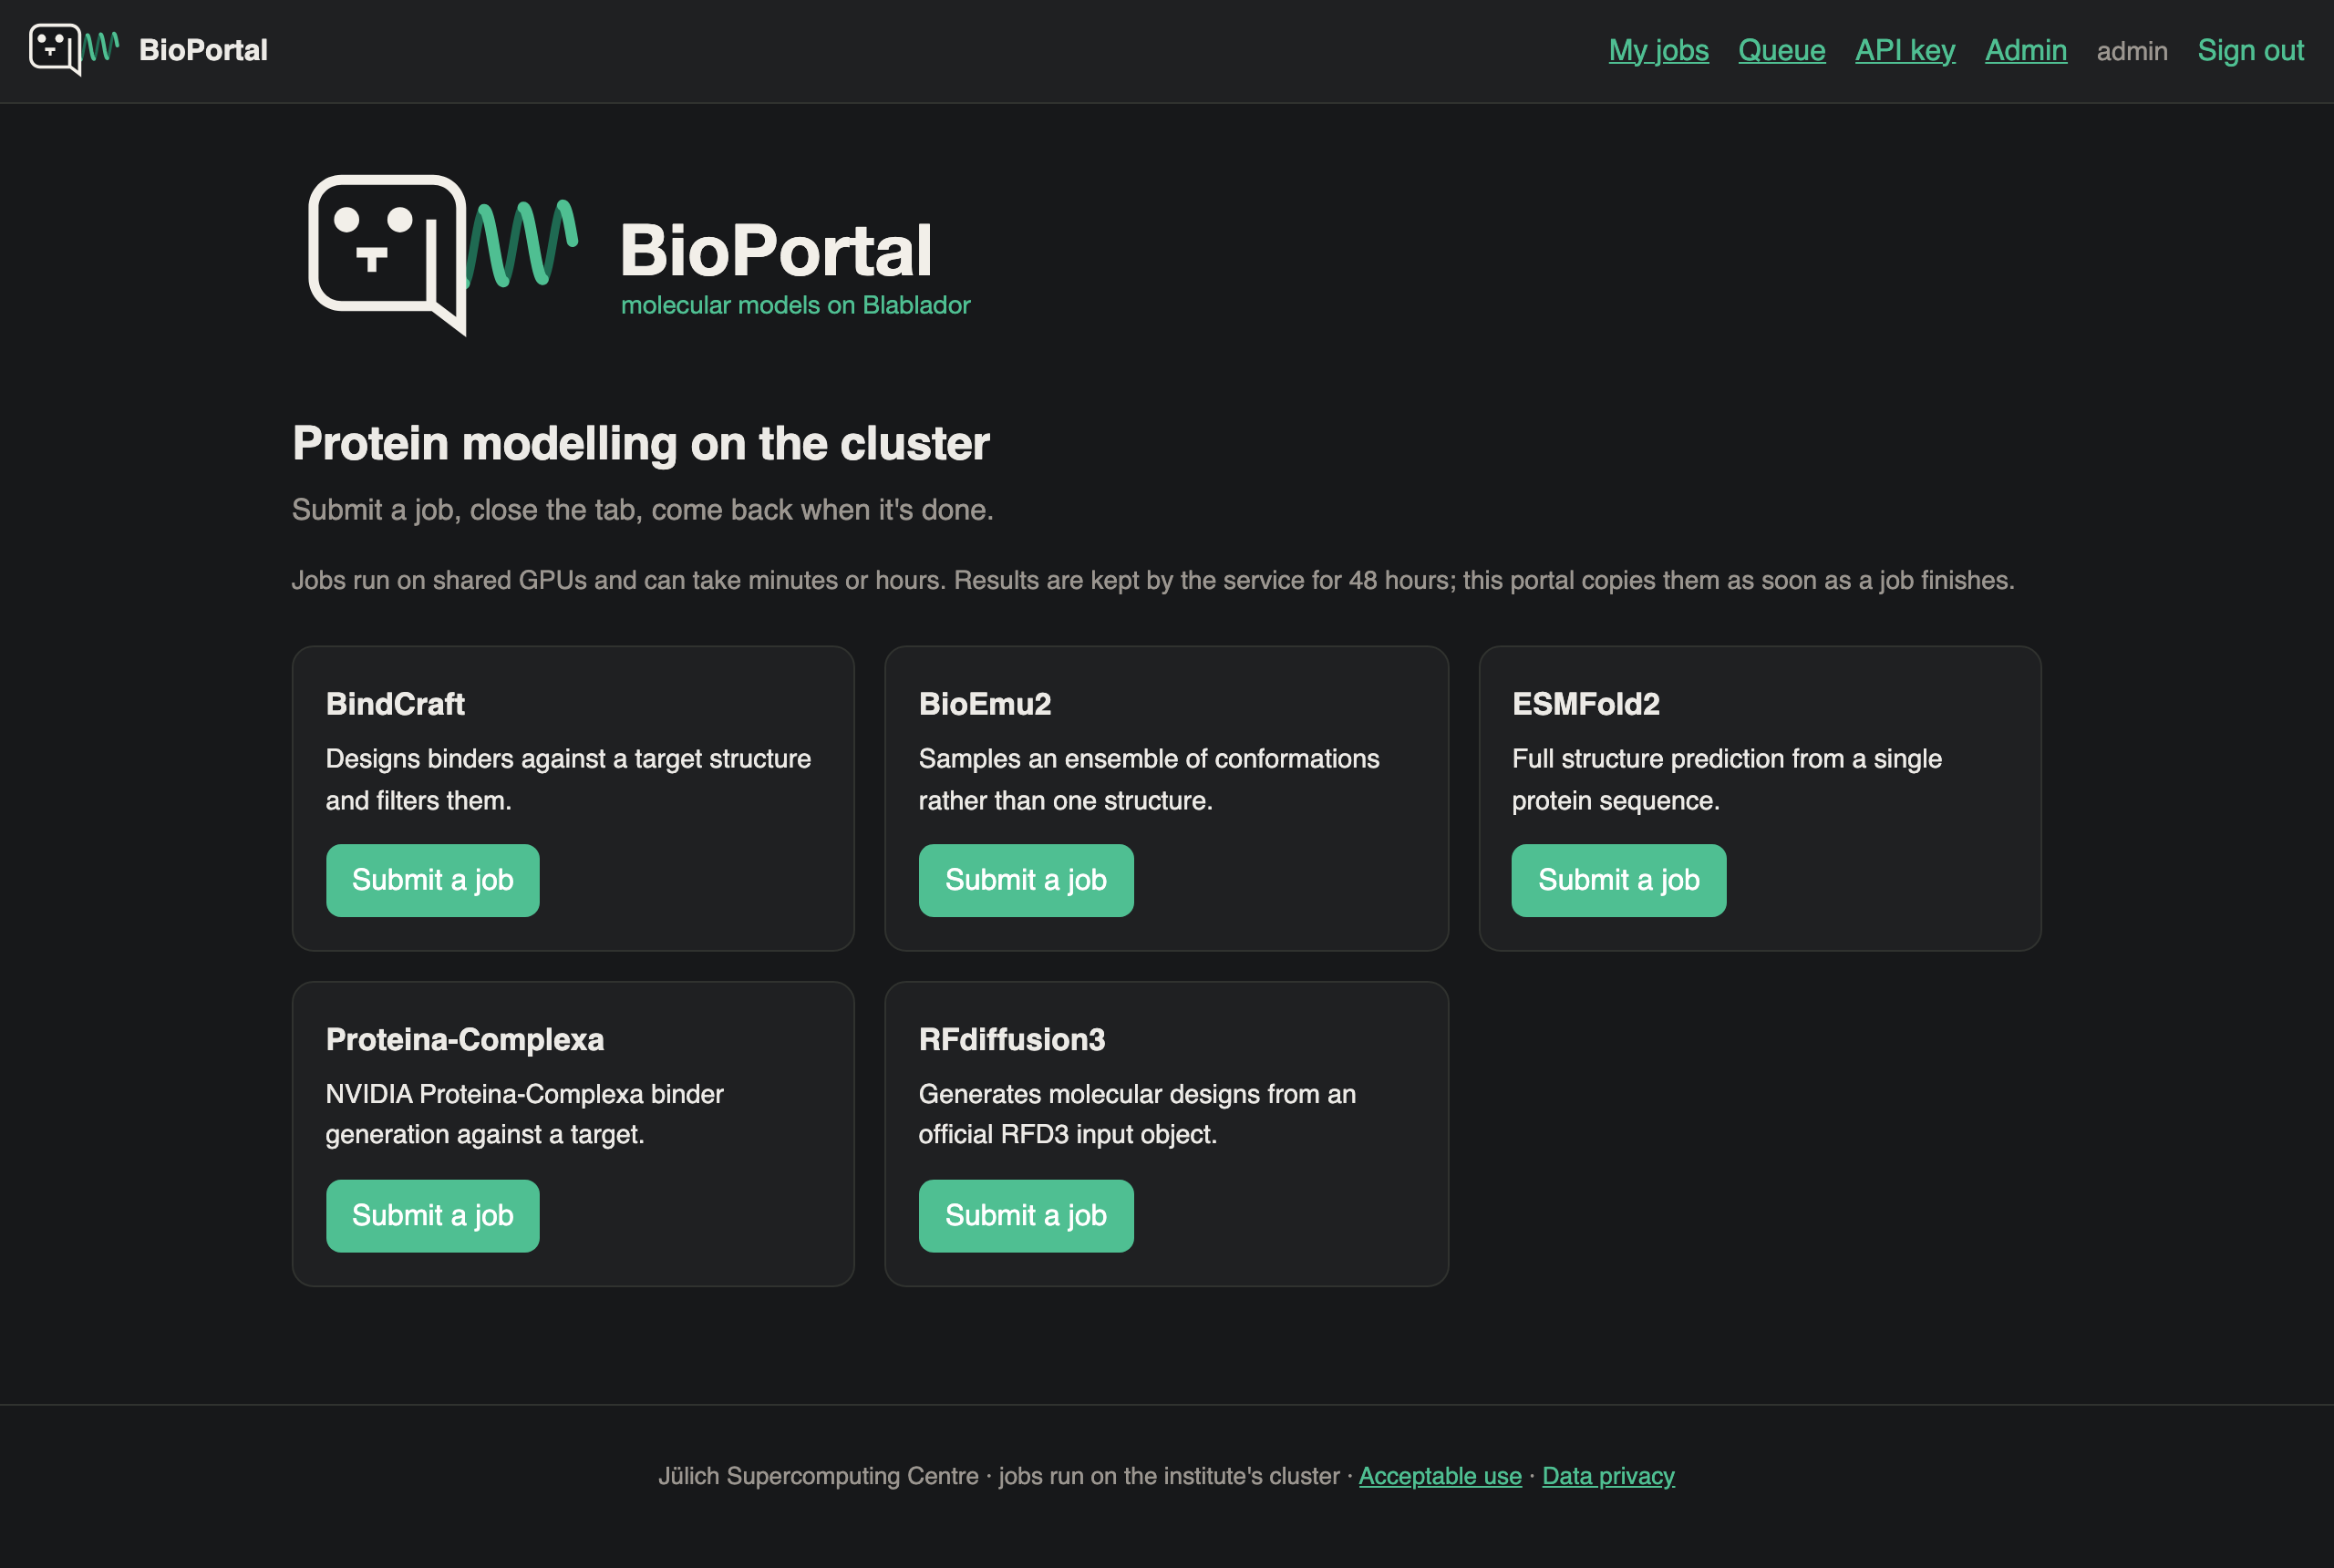 BioPortal
My jobs Queue API key Admin admin Sign out
BioPortal
molecular models on Blablador
Protein modelling on the cluster
Submit a job, close the tab, come back when it's done.
Jobs run on shared GPUs and can take minutes or hours. Results are kept by the service for 48 hours; this portal copies them as soon as a job finishes.
BindCraft
Designs binders against a target structure
and filters them.
Submit a job
BioEmu2
Samples an ensemble of conformations
rather than one structure.
Submit a job
ESMFold2
Full structure prediction from a single
protein sequence.
Submit a job
Proteina-Complexa
NVIDIA Proteina-Complexa binder
generation against a target.
Submit a job
RFdiffusion3
Generates molecular designs from an
official RFD3 input object.
Submit a job
Jülich Supercomputing Centre · jobs run on the institute's cluster · Acceptable use · Data privacy